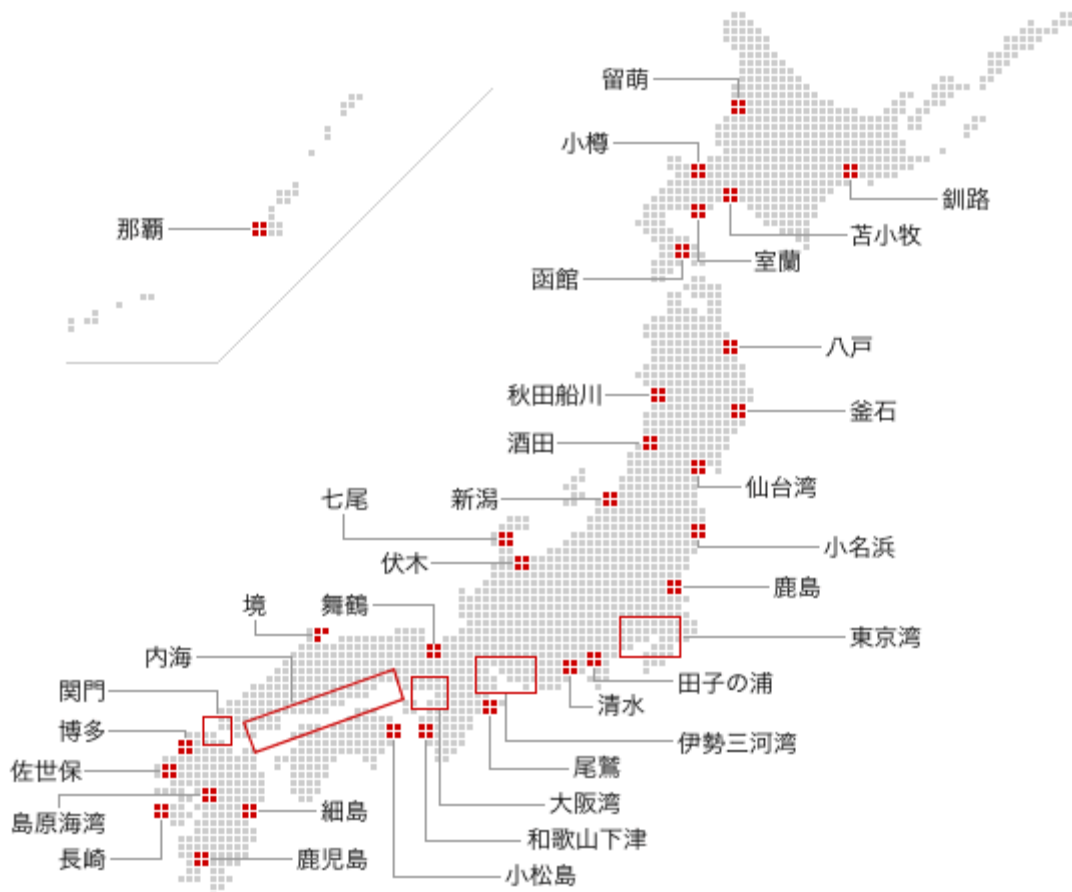 留萌
小樽
那覇
釧路
苫小牧
室蘭
函館
八戸
秋田船川
釜石
酒田
仙台湾
七尾
新潟
小名浜
伏木
鹿島
境
舞鶴
東京湾
内海
田子の浦
関門
清水
博多
伊勢三河湾
佐世保
尾鷲
大阪湾
島原海湾
細島
和歌山下津
長崎
鹿児島
小松島